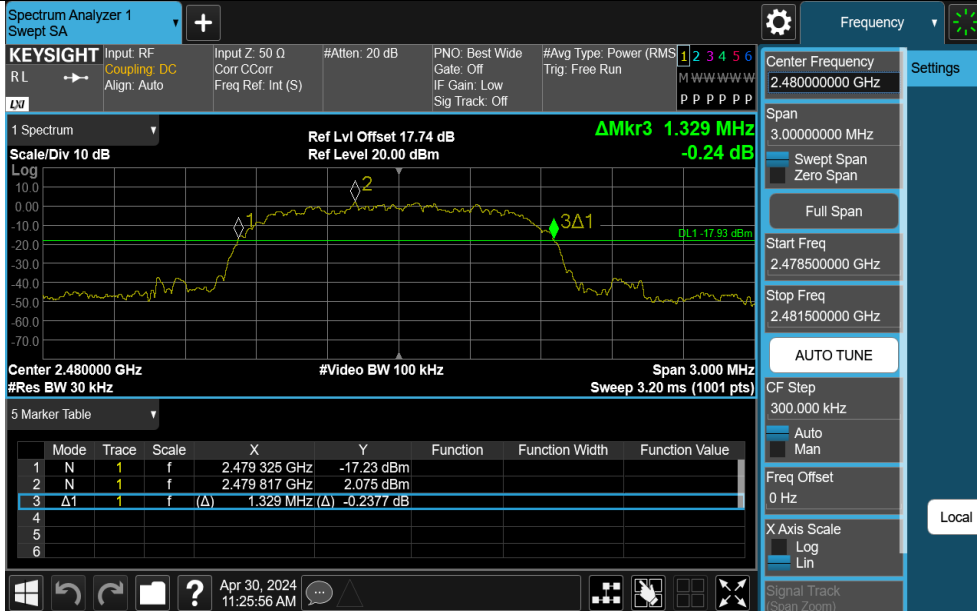 Spectrum Analyzer 1
Swept SA
+
Frequency
KEYSIGHT
RL
LXI
Input: RF
Coupling: DC
Align: Auto
Input Z: 50 Ω
Corr CCorr
Freq Ref: Int (S)
#Atten: 20 dB
PNO: Best Wide
Gate: Off
IF Gain: Low
Sig Track: Off
#Avg Type: Power (RMS
Trig: Free Run
1 2 3 4 5 6
M W W W W W
P P P P P P
1 Spectrum
Scale/Div 10 dB
Ref Lvl Offset 17.74 dB
Ref Level 20.00 dBm
ΔMkr3 1.329 MHz
-0.24 dB
Log
10.0
0.00
-10.0
-20.0
-30.0
-40.0
-50.0
-60.0
-70.0
1
2
3Δ1
DL1 -17.93 dBm
Center 2.480000 GHz
#Video BW 100 kHz
Span 3.000 MHz
#Res BW 30 kHz
Sweep 3.20 ms (1001 pts)
5 Marker Table
Mode Trace Scale X Y Function Function Width Function Value
1 N 1 f 2.479 325 GHz -17.23 dBm
2 N 1 f 2.479 817 GHz 2.075 dBm
3 Δ1 1 f (Δ) 1.329 MHz (Δ) -0.2377 dB
4
5
6
?
Apr 30, 2024
11:25:56 AM
Center Frequency
2.480000000 GHz
Span
3.00000000 MHz
Swept Span
Zero Span
Full Span
Start Freq
2.478500000 GHz
Stop Freq
2.481500000 GHz
AUTO TUNE
CF Step
300.000 kHz
Auto
Man
Freq Offset
0 Hz
X Axis Scale
Log
Lin
Signal Track
(Span Zoom)
Settings
Local